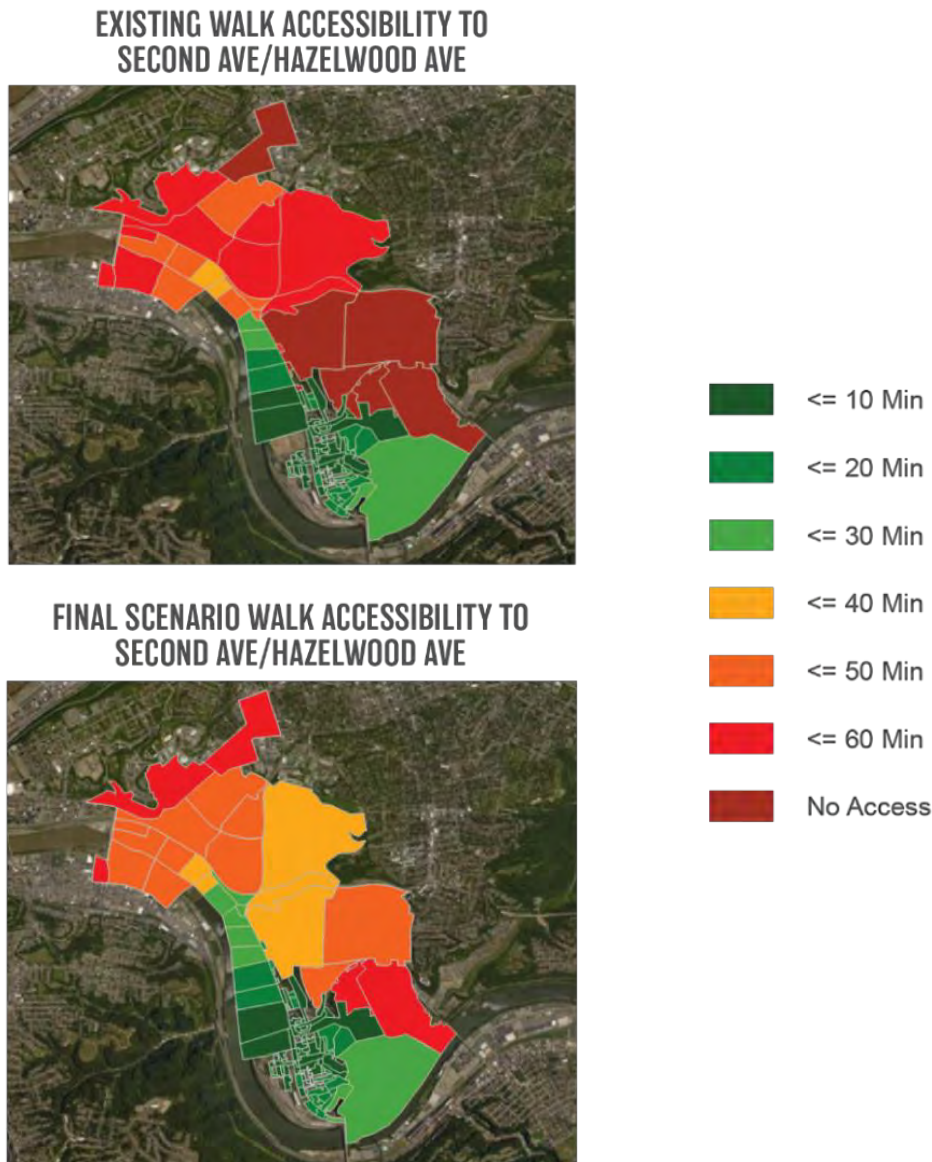 EXISTING WALK ACCESSIBILITY TO
SECOND AVE/HAZELWOOD AVE
<= 10 Min
<= 20 Min
<= 30 Min
<= 40 Min
<= 50 Min
<= 60 Min
No Access
FINAL SCENARIO WALK ACCESSIBILITY TO
SECOND AVE/HAZELWOOD AVE